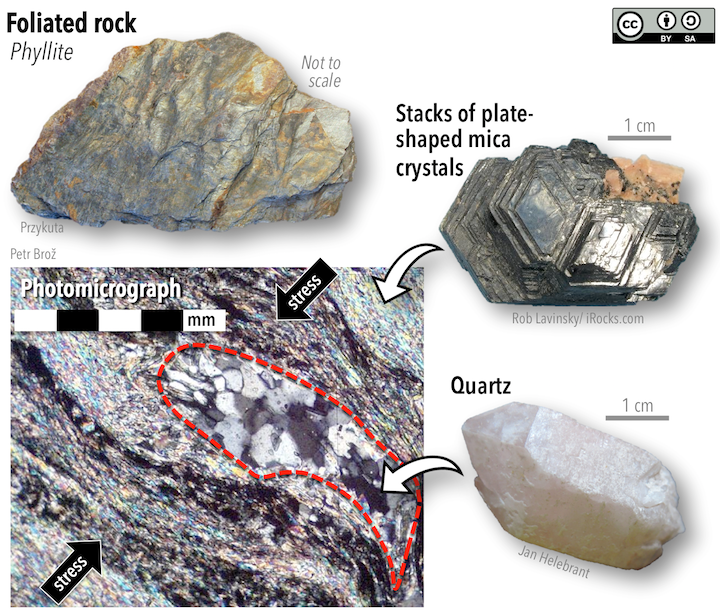 Foliated rock
Phyllite
Not to
scale
cc
BY SA
Stacks of plate-
shaped mica
crystals
1 cm
Przykuta
Petr Brož
Photomicrograph
mm
stress
Rob Lavinsky/ iRocks.com
Quartz
1 cm
Jan Helebrant
stress